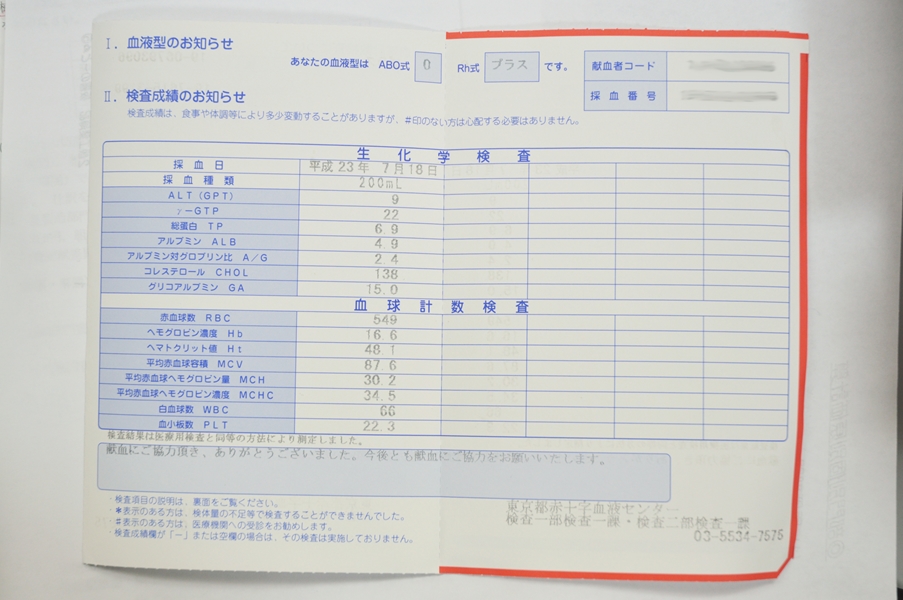 Ⅰ．血液型のお知らせ
あなたの血液型は ABO式 O Rh式 プラス です。
献血者コード
採血番号
Ⅱ．検査成績のお知らせ
検査成績は、食事や体調等により多少変動することがありますが、＃印のない方は心配する必要はありません。
生化学検査
採血日 平成23年 7月18日
採血種類 200mL
ALT(GPT) 9
γ－GTP 22
総蛋白 TP 6.9
アルブミン ALB 4.9
アルブミン対グロブリン比 A／G 2.4
コレステロール CHOL 138
グリコアルブミン GA 15.0
血球計数検査
赤血球数 RBC 549
ヘモグロビン濃度 Hb 16.6
ヘマトクリット値 Ht 48.1
平均赤血球容積 MCV 87.6
平均赤血球ヘモグロビン量 MCH 30.2
平均赤血球ヘモグロビン濃度 MCHC 34.5
白血球数 WBC 66
血小板数 PLT 22.3
検査結果は医療用検査と同等の方法により測定しました。
献血にご協力頂き、ありがとうございました。今後とも献血にご協力をお願いいたします。
・検査項目の説明は、裏面をご覧ください。
・＊表示のある方は、検体量の不足等で検査することができませんでした。
・＃表示のある方は、医療機関への受診をお勧めします。
・検査成績欄が「－」または空欄の場合は、その検査は実施しておりません。
東京都赤十字血液センター
検査一部検査一課・検査二部検査一課
03-5534-7575